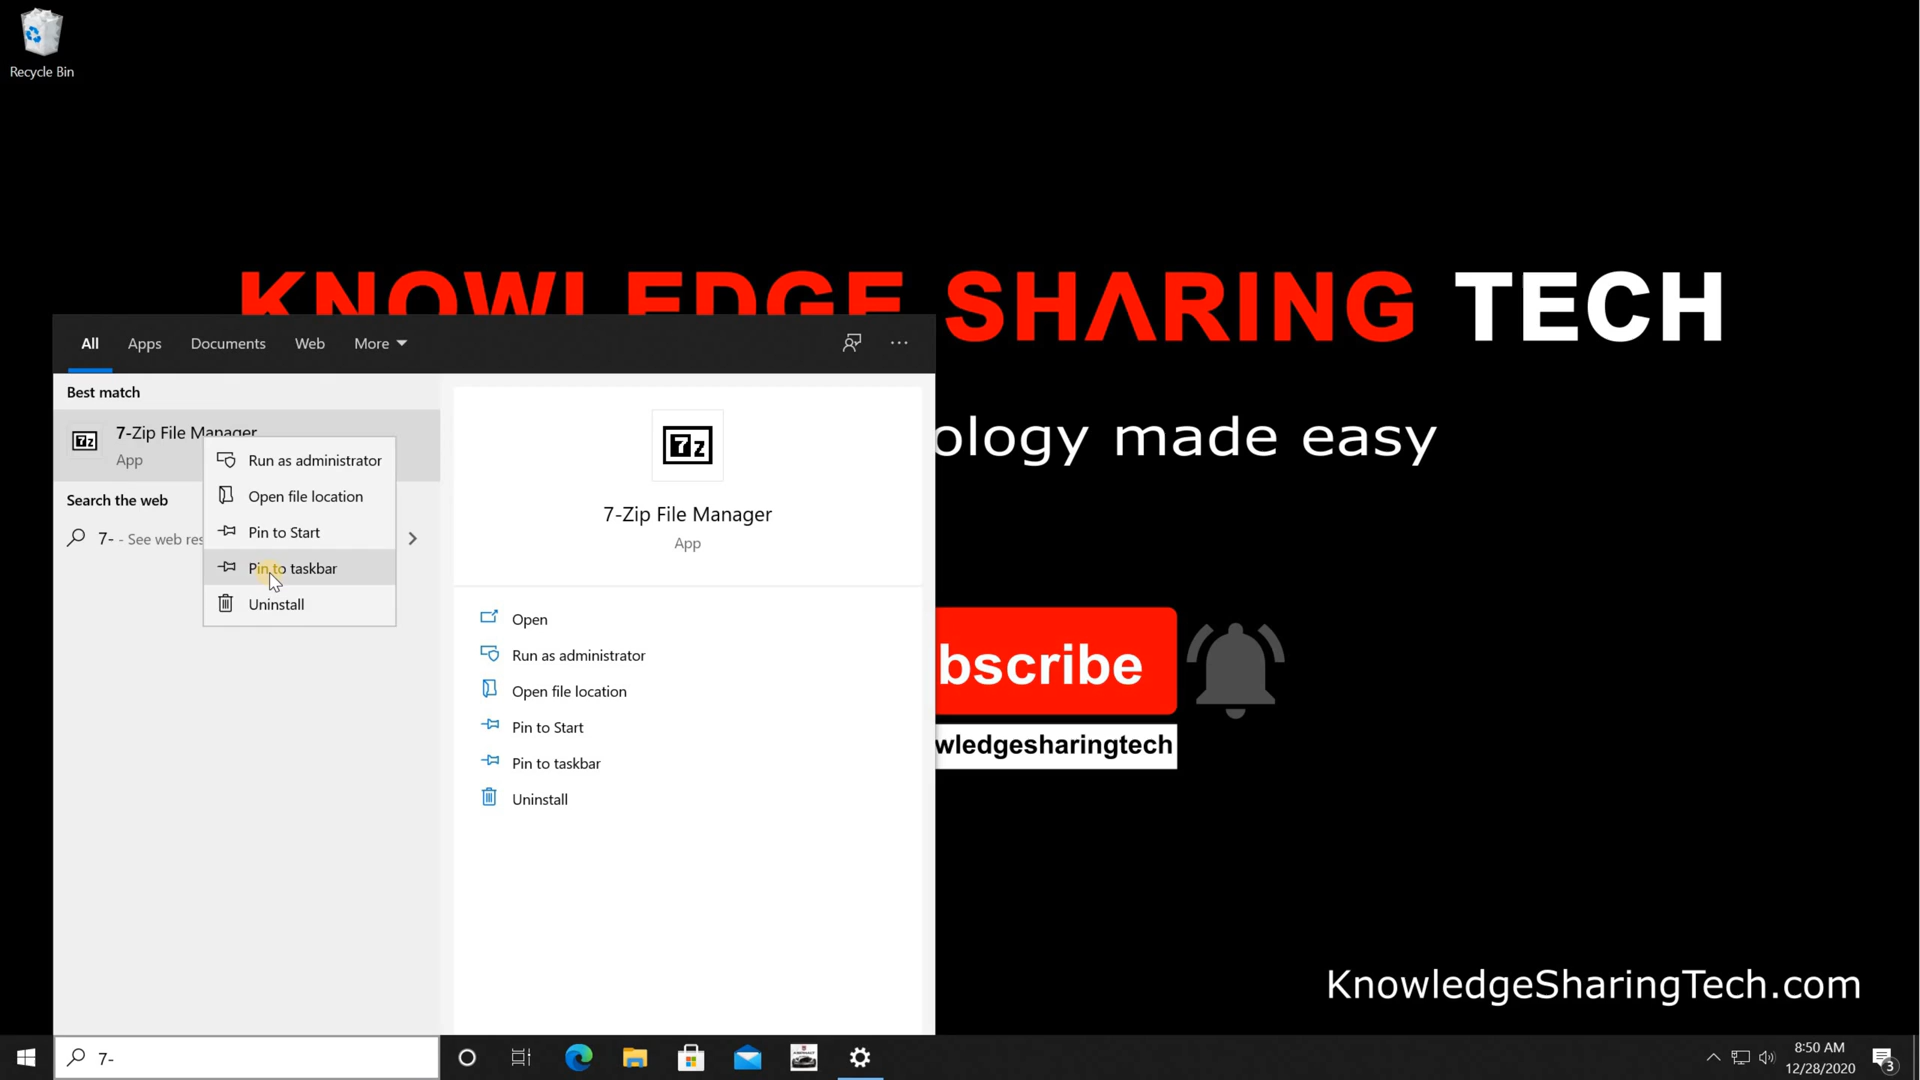 Recycle Bin
KNOWLEDGE SHARING TECH
ology made easy
All
Apps
Documents
Web
More
Best match
7-Zip File Manager
App
Search the web
7- - See web res
Run as administrator
Open file location
Pin to Start
Pin to taskbar
Uninstall
7z
7-Zip File Manager
App
Open
Run as administrator
Open file location
Pin to Start
Pin to taskbar
Uninstall
bscribe
wledgesharingtech
KnowledgeSharingTech.com
7-
8:50 AM
12/28/2020
3